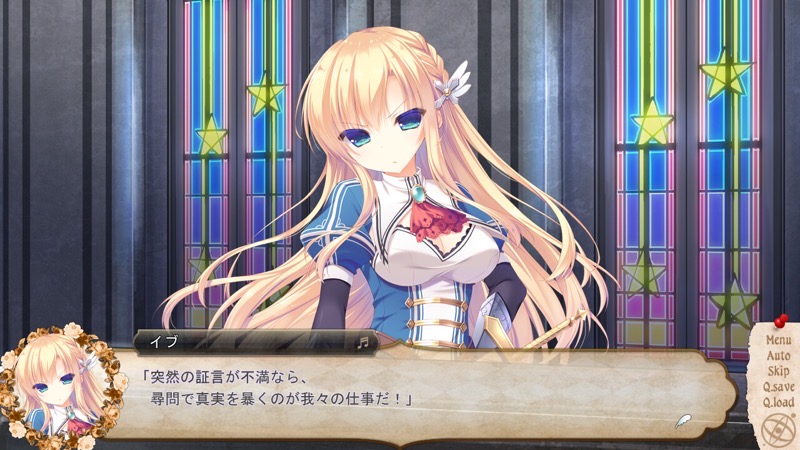 イブ
「突然の証言が不満なら、
尋問で真実を暴くのが我々の仕事だ！」
Menu
Auto
Skip
Q.save
Q.load